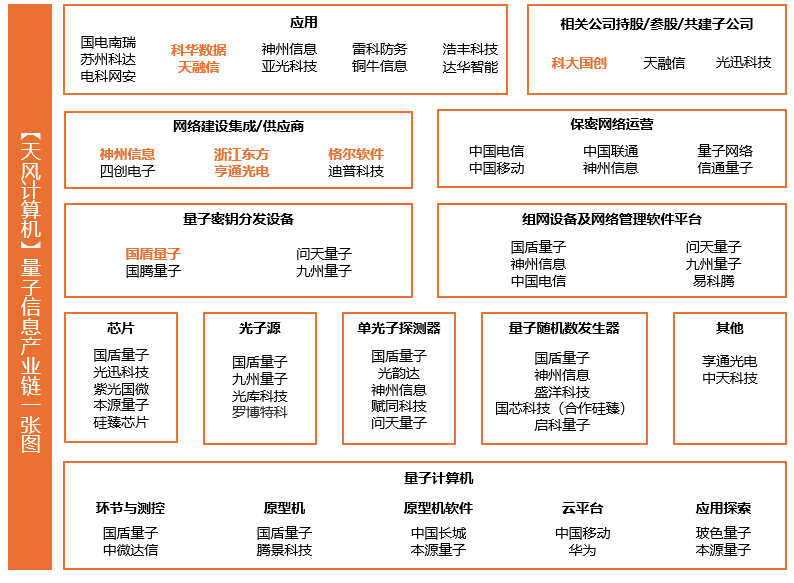 【天风计算机】量子信息产业链一张图
应用
国电南瑞 科华数据 神州信息 雷科防务 浩丰科技
苏州科达 天融信 亚光科技 铜牛信息 达华智能
电科网安
相关公司持股/参股/共建子公司
科大国创 天融信 光迅科技
网络建设集成/供应商
神州信息 浙江东方 格尔软件
四创电子 亨通光电 迪普科技
保密网络运营
中国电信 中国联通 量子网络
中国移动 神州信息 信通量子
量子密钥分发设备
国盾量子 问天量子
国腾量子 九州量子
组网设备及网络管理软件平台
国盾量子 问天量子
神州信息 九州量子
中国电信 易科腾
芯片
国盾量子
光迅科技
紫光国微
本源量子
硅臻芯片
光子源
国盾量子
九州量子
光库科技
罗博特科
单光子探测器
国盾量子
光韵达
神州信息
赋同科技
问天量子
量子随机数发生器
国盾量子
神州信息
盛洋科技
国芯科技（合作硅臻）
启科量子
其他
享通光电
中天科技
量子计算机
环节与测控 原型机 原型机软件 云平台 应用探索
国盾量子 国盾量子 中国长城 中国移动 玻色量子
中微达信 腾景科技 本源量子 华为 本源量子